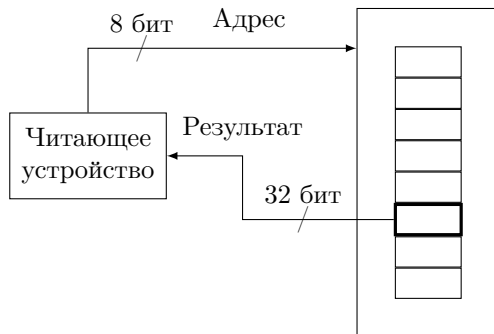 8 бит
Адрес
Читающее
устройство
Результат
32 бит